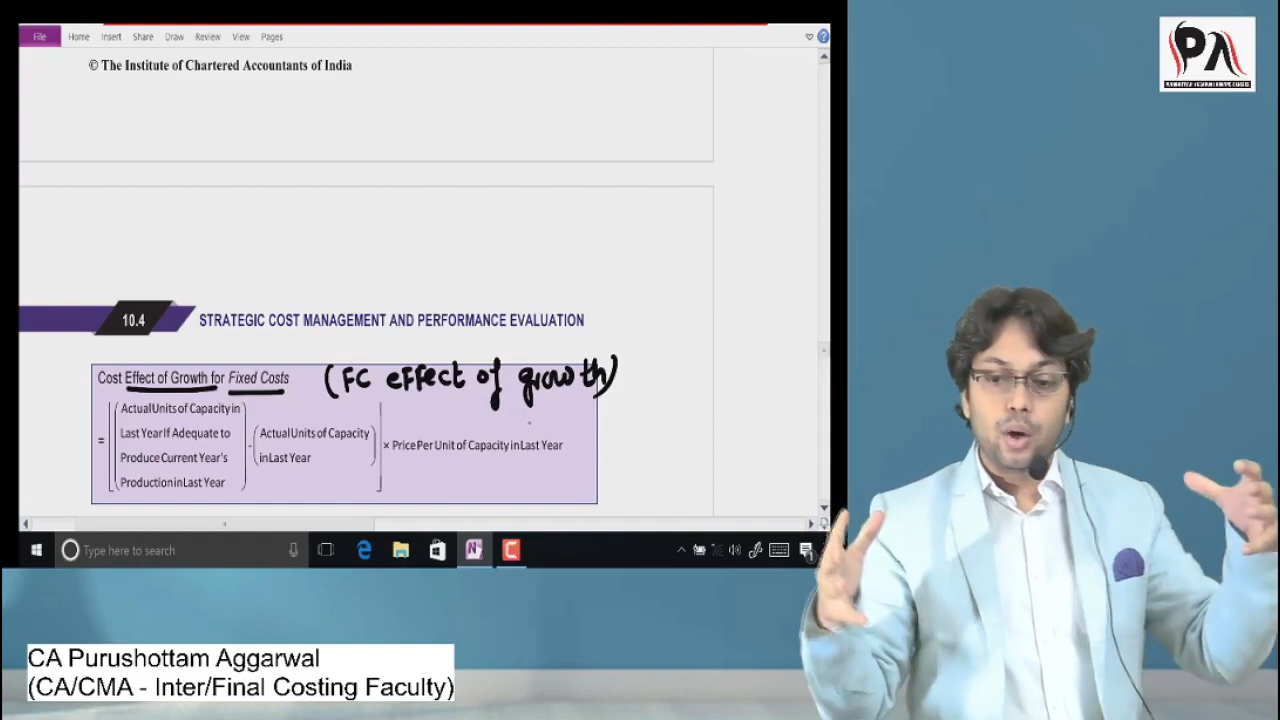 File Home Insert Share Draw Review View Pages
© The Institute of Chartered Accountants of India
PA
10.4 STRATEGIC COST MANAGEMENT AND PERFORMANCE EVALUATION
Cost Effect of Growth for Fixed Costs (FC effect of growth)
Actual Units of Capacity in
Last Year If Adequate to
Produce Current Year's
Production in Last Year
-
Actual Units of Capacity
in Last Year
× Price Per Unit of Capacity in Last Year
=
Type here to search
CA Purushottam Aggarwal
(CA/CMA - Inter/Final Costing Faculty)